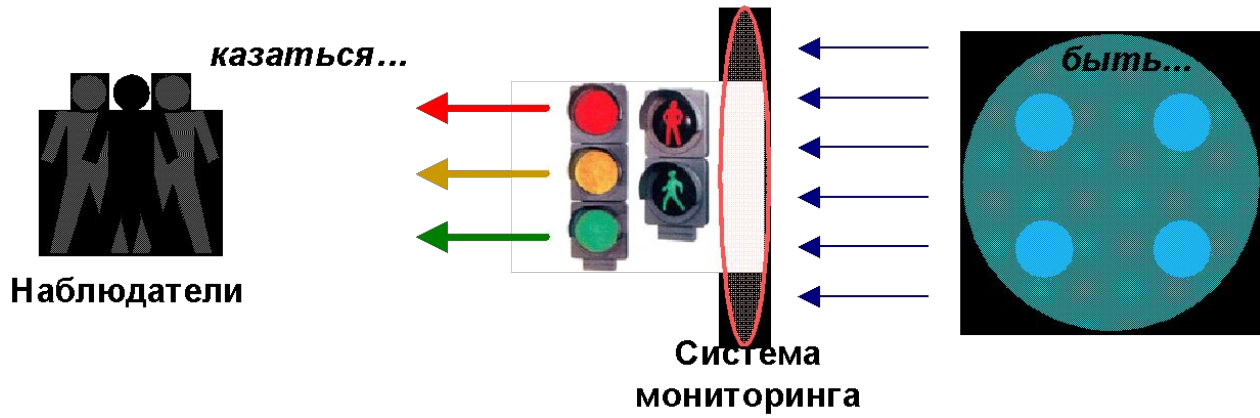 казаться...
быть...
Наблюдатели
Система
мониторинга